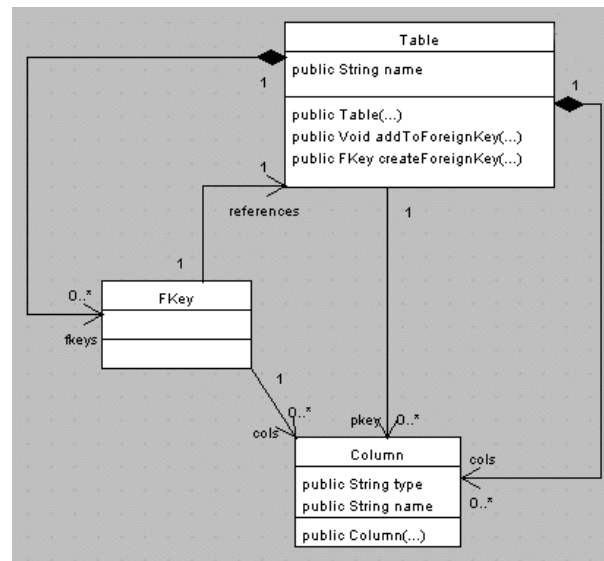 Table
public String name
1
1
public Table(...)
public Void addToForeignKey(...)
public FKey createForeignKey(...)
1
references
1
1
0..*
FKey
fkeys
1
0..*
cols
pkey
0..*
Column
cols
public String type
public String name
0..*
public Column(...)